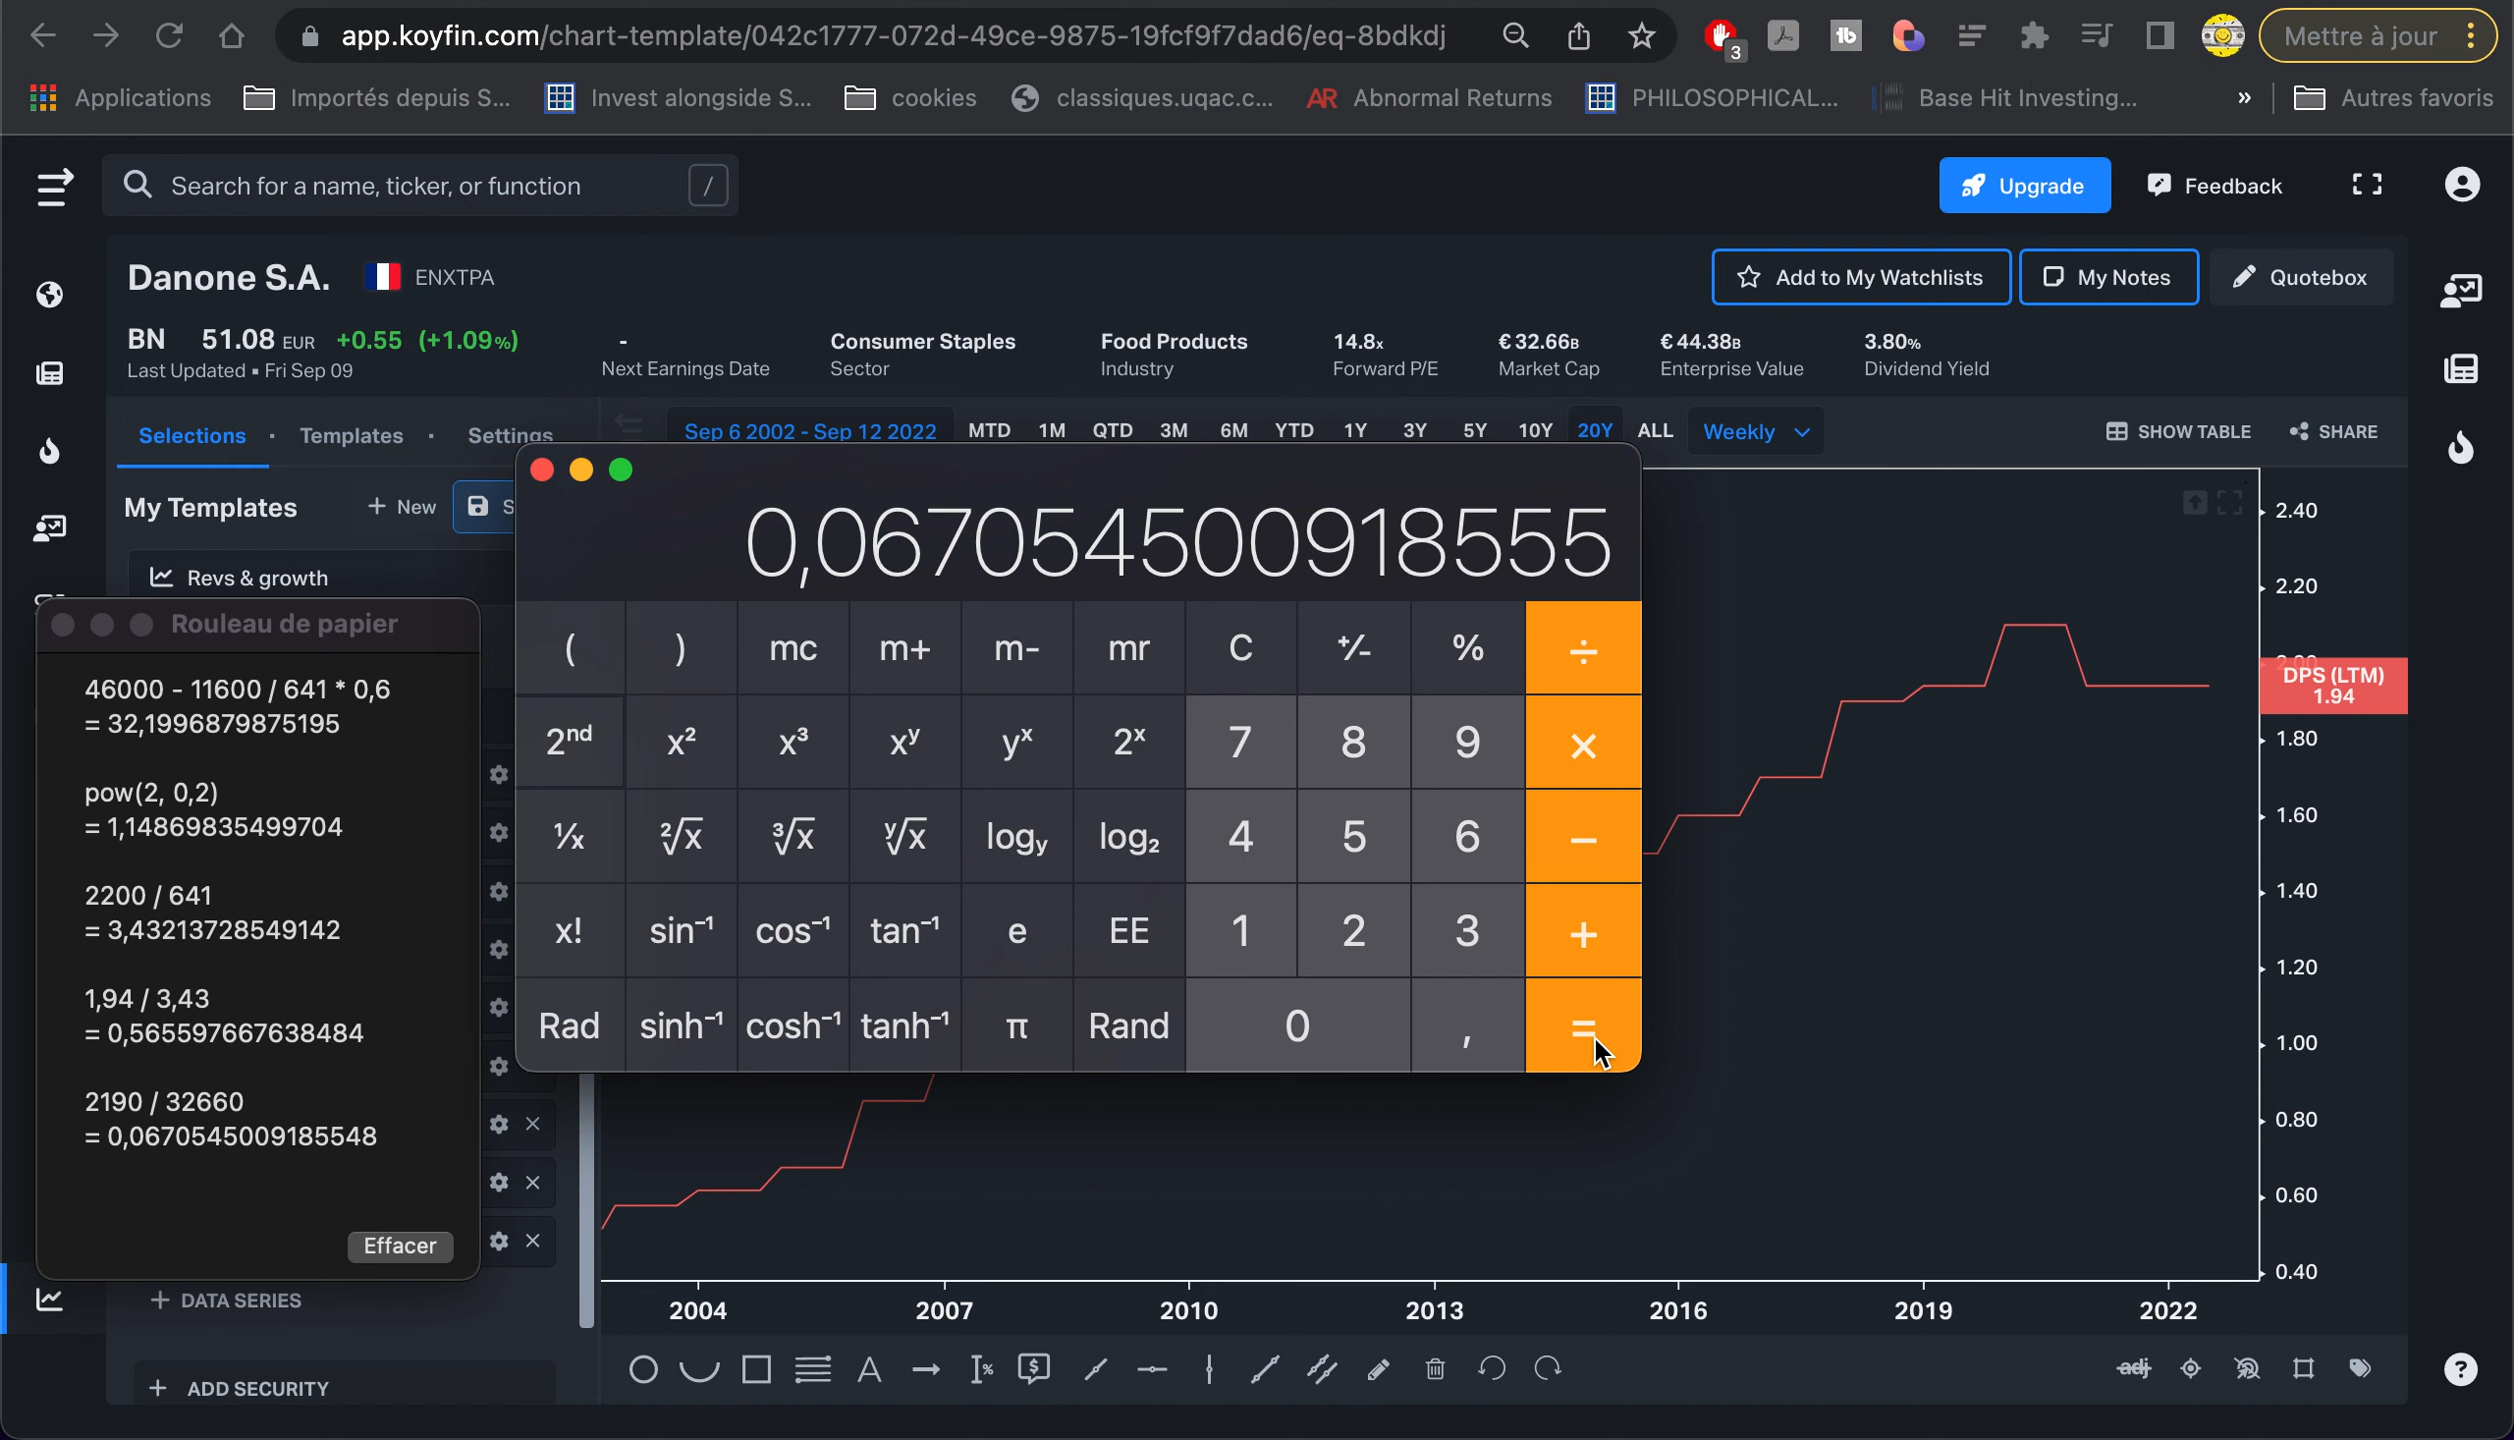 app.koyfin.com/chart-template/042c1777-072d-49ce-9875-19fcf9f7dad6/eq-8bdkdj
3
Mettre à jour
Applications
Importés depuis S...
Invest alongside S...
cookies
classiques.uqac.c...
AR Abnormal Returns
PHILOSOPHICAL...
Base Hit Investing...
»
Autres favoris
Search for a name, ticker, or function /
Upgrade
Feedback
Danone S.A. ENXTPA
Add to My Watchlists
My Notes
Quotebox
BN 51.08 EUR +0.55 (+1.09%)
Last Updated ▪ Fri Sep 09
-
Next Earnings Date
Consumer Staples
Sector
Food Products
Industry
14.8x
Forward P/E
€ 32.66B
Market Cap
€ 44.38B
Enterprise Value
3.80%
Dividend Yield
Selections · Templates · Settings
Sep 6 2002 - Sep 12 2022 MTD 1M QTD 3M 6M YTD 1Y 3Y 5Y 10Y 20Y ALL Weekly
SHOW TABLE
SHARE
My Templates + New S
Revs & growth
Rouleau de papier
46000 - 11600 / 641 * 0,6
= 32,1996879875195
pow(2, 0,2)
= 1,14869835499704
2200 / 641
= 3,43213728549142
1,94 / 3,43
= 0,565597667638484
2190 / 32660
= 0,0670545009185548
Effacer
0,067054500918555
( ) mc m+ m- mr C ⁺⁄₋ % ÷
2ⁿᵈ x² x³ xʸ yˣ 2ˣ 7 8 9 ×
¹⁄x ²√x ³√x ʸ√x logᵧ log₂ 4 5 6 −
x! sin⁻¹ cos⁻¹ tan⁻¹ e EE 1 2 3 +
Rad sinh⁻¹ cosh⁻¹ tanh⁻¹ π Rand 0 , =
2.40
2.20
2.00
DPS (LTM)
1.94
1.80
1.60
1.40
1.20
1.00
0.80
0.60
0.40
2004 2007 2010 2013 2016 2019 2022
+ DATA SERIES
+ ADD SECURITY
A
%
$
adj
?